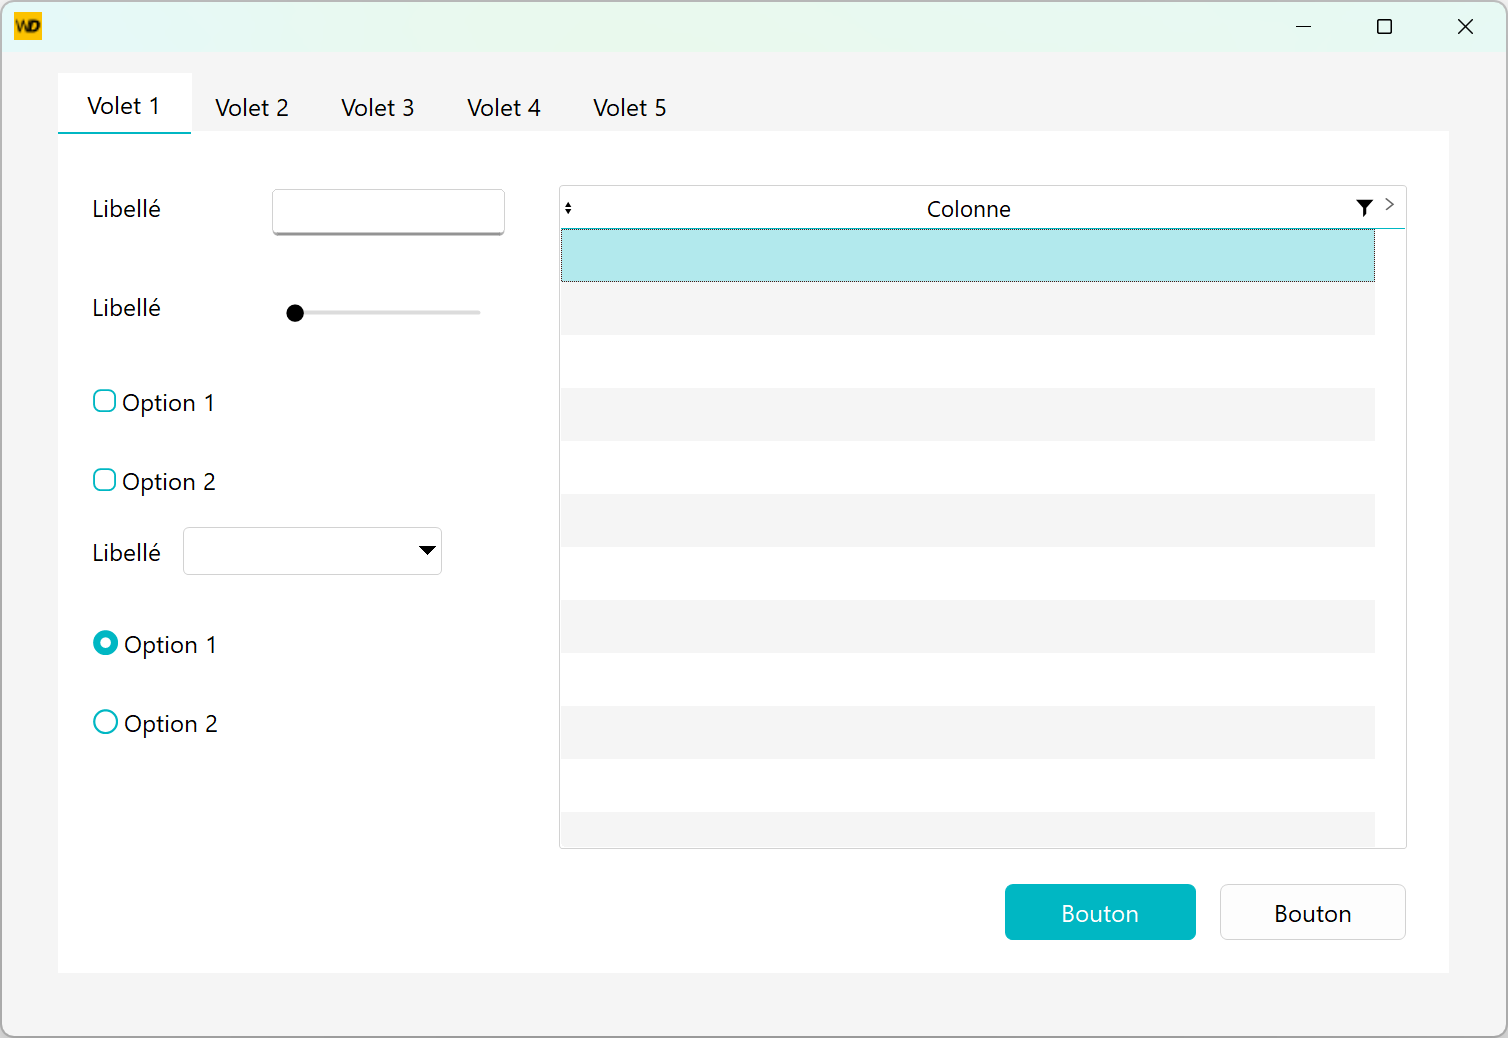 WD
Volet 1
Volet 2
Volet 3
Volet 4
Volet 5
Libellé
Colonne
Libellé
Option 1
Option 2
Libellé
Option 1
Option 2
Bouton
Bouton